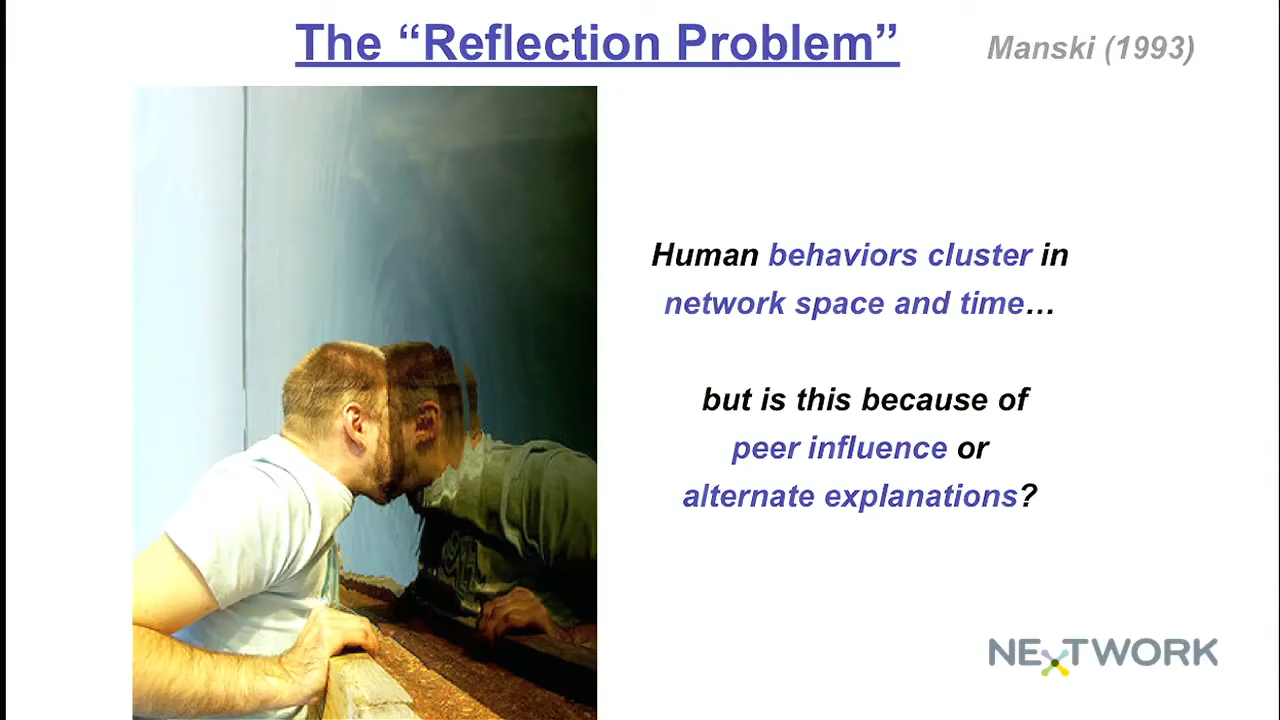 The “Reflection Problem”
Manski (1993)
Human behaviors cluster in
network space and time…
but is this because of
peer influence or
alternate explanations?
NEXTWORK